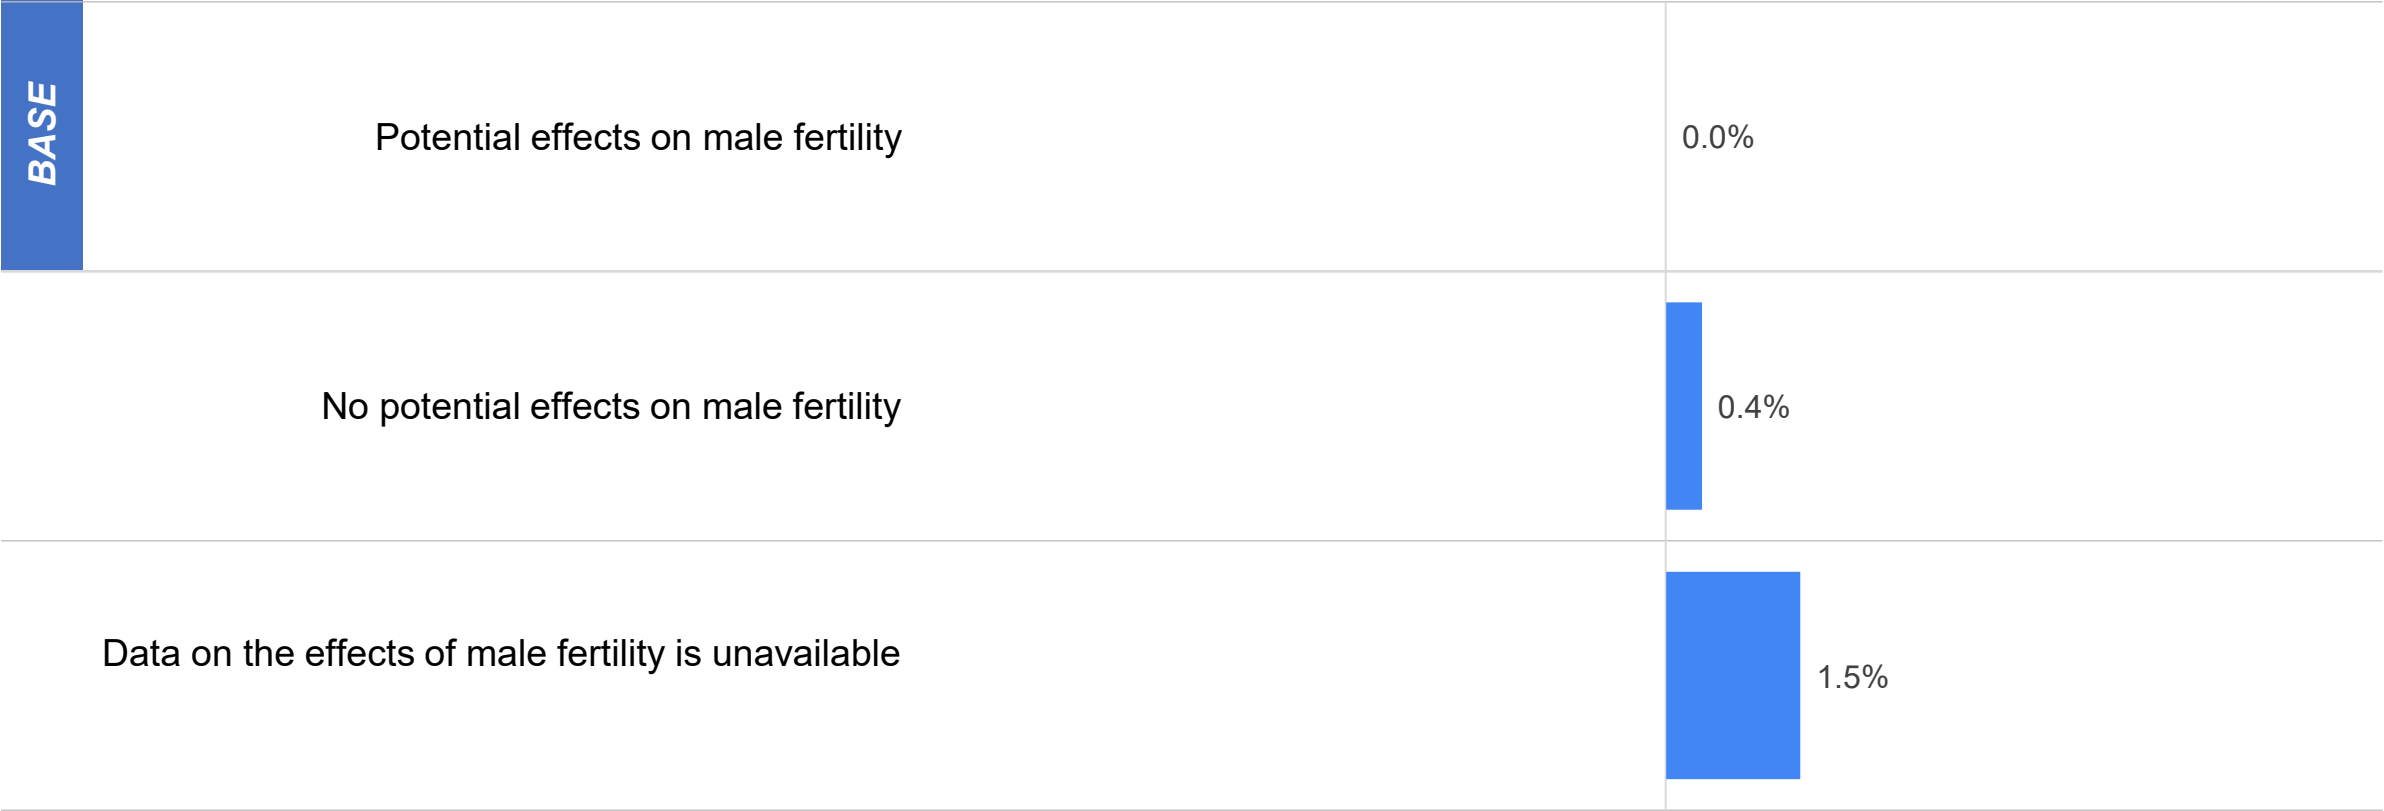 BASE
Potential effects on male fertility
0.0%
No potential effects on male fertility
0.4%
Data on the effects of male fertility is unavailable
1.5%